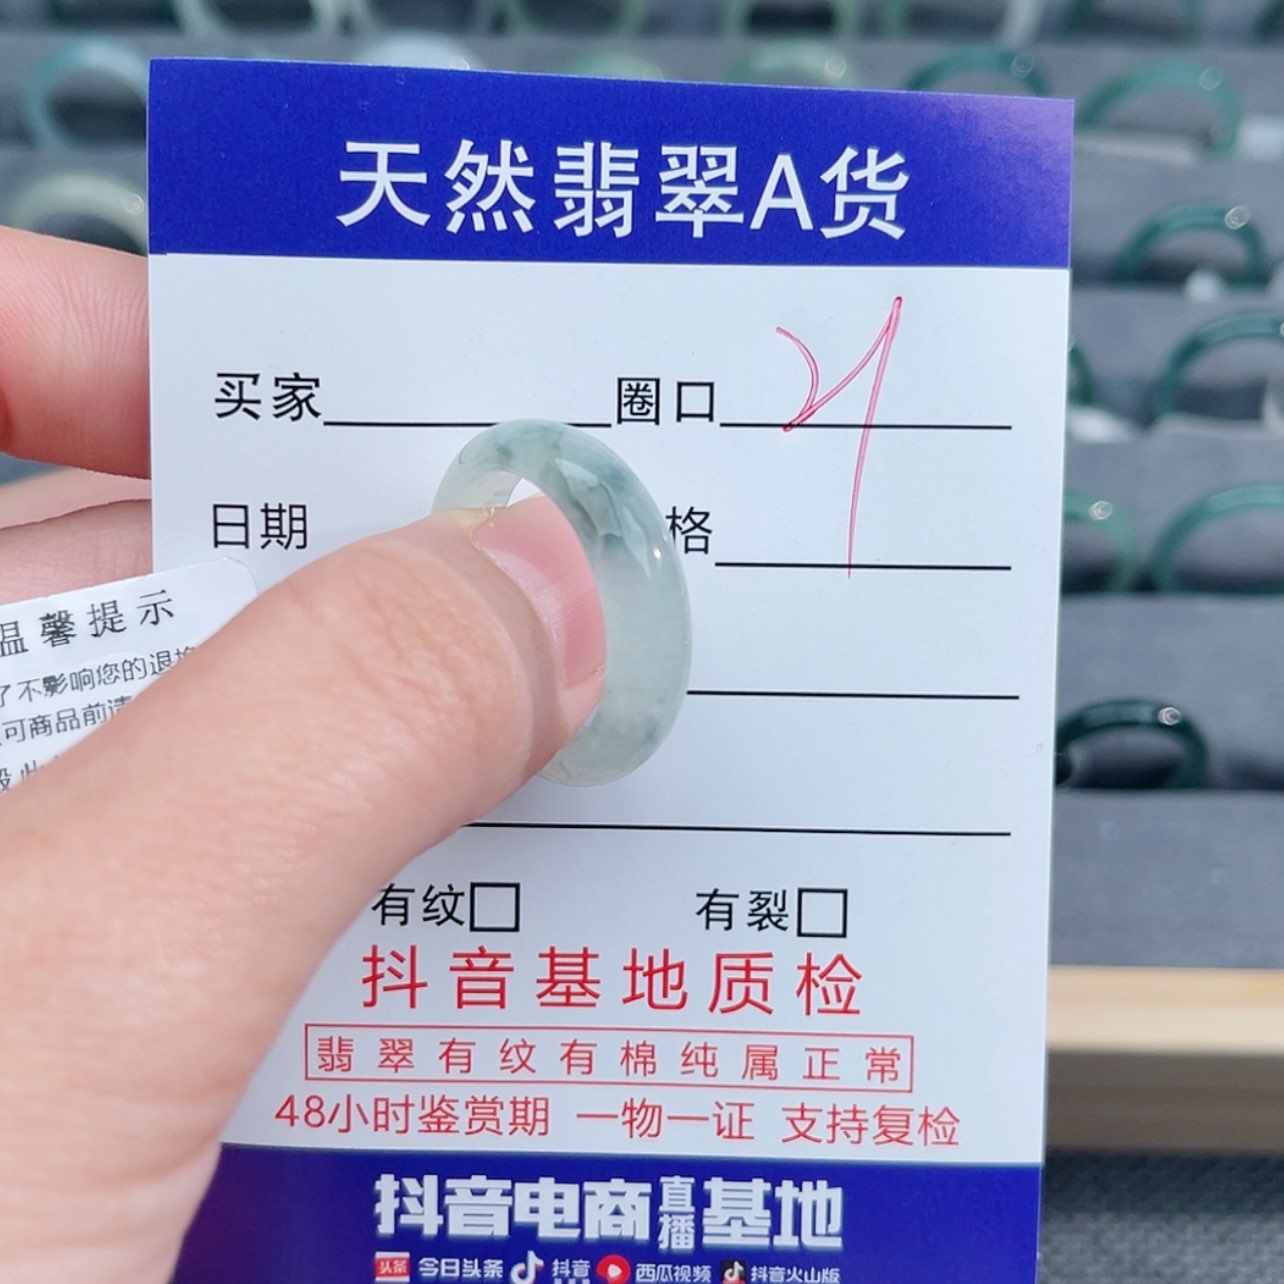 天然翡翠A货
买家 圈口
日期 格
有纹 有裂
抖音基地质检
翡翠有纹有棉纯属正常
48小时鉴赏期 一物一证 支持复检
抖音电商直播基地
头条 今日头条 抖音 西瓜视频 抖音火山版
温馨提示
了不影响您的退换
可商品前请